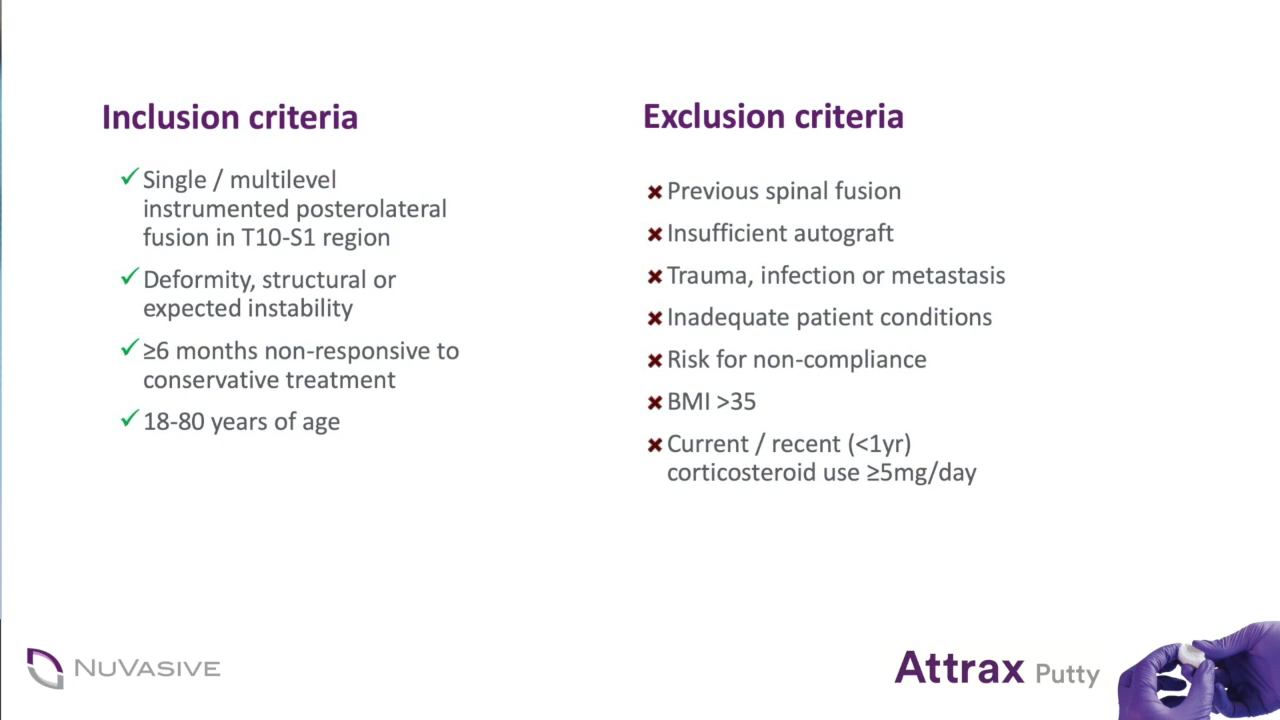 Inclusion criteria
Single / multilevel
instrumented posterolateral
fusion in T10-S1 region
Deformity, structural or
expected instability
≥6 months non-responsive to
conservative treatment
18-80 years of age
Exclusion criteria
Previous spinal fusion
Insufficient autograft
Trauma, infection or metastasis
Inadequate patient conditions
Risk for non-compliance
BMI >35
Current / recent (<1yr)
corticosteroid use ≥5mg/day
NUVASIVE
Attrax Putty